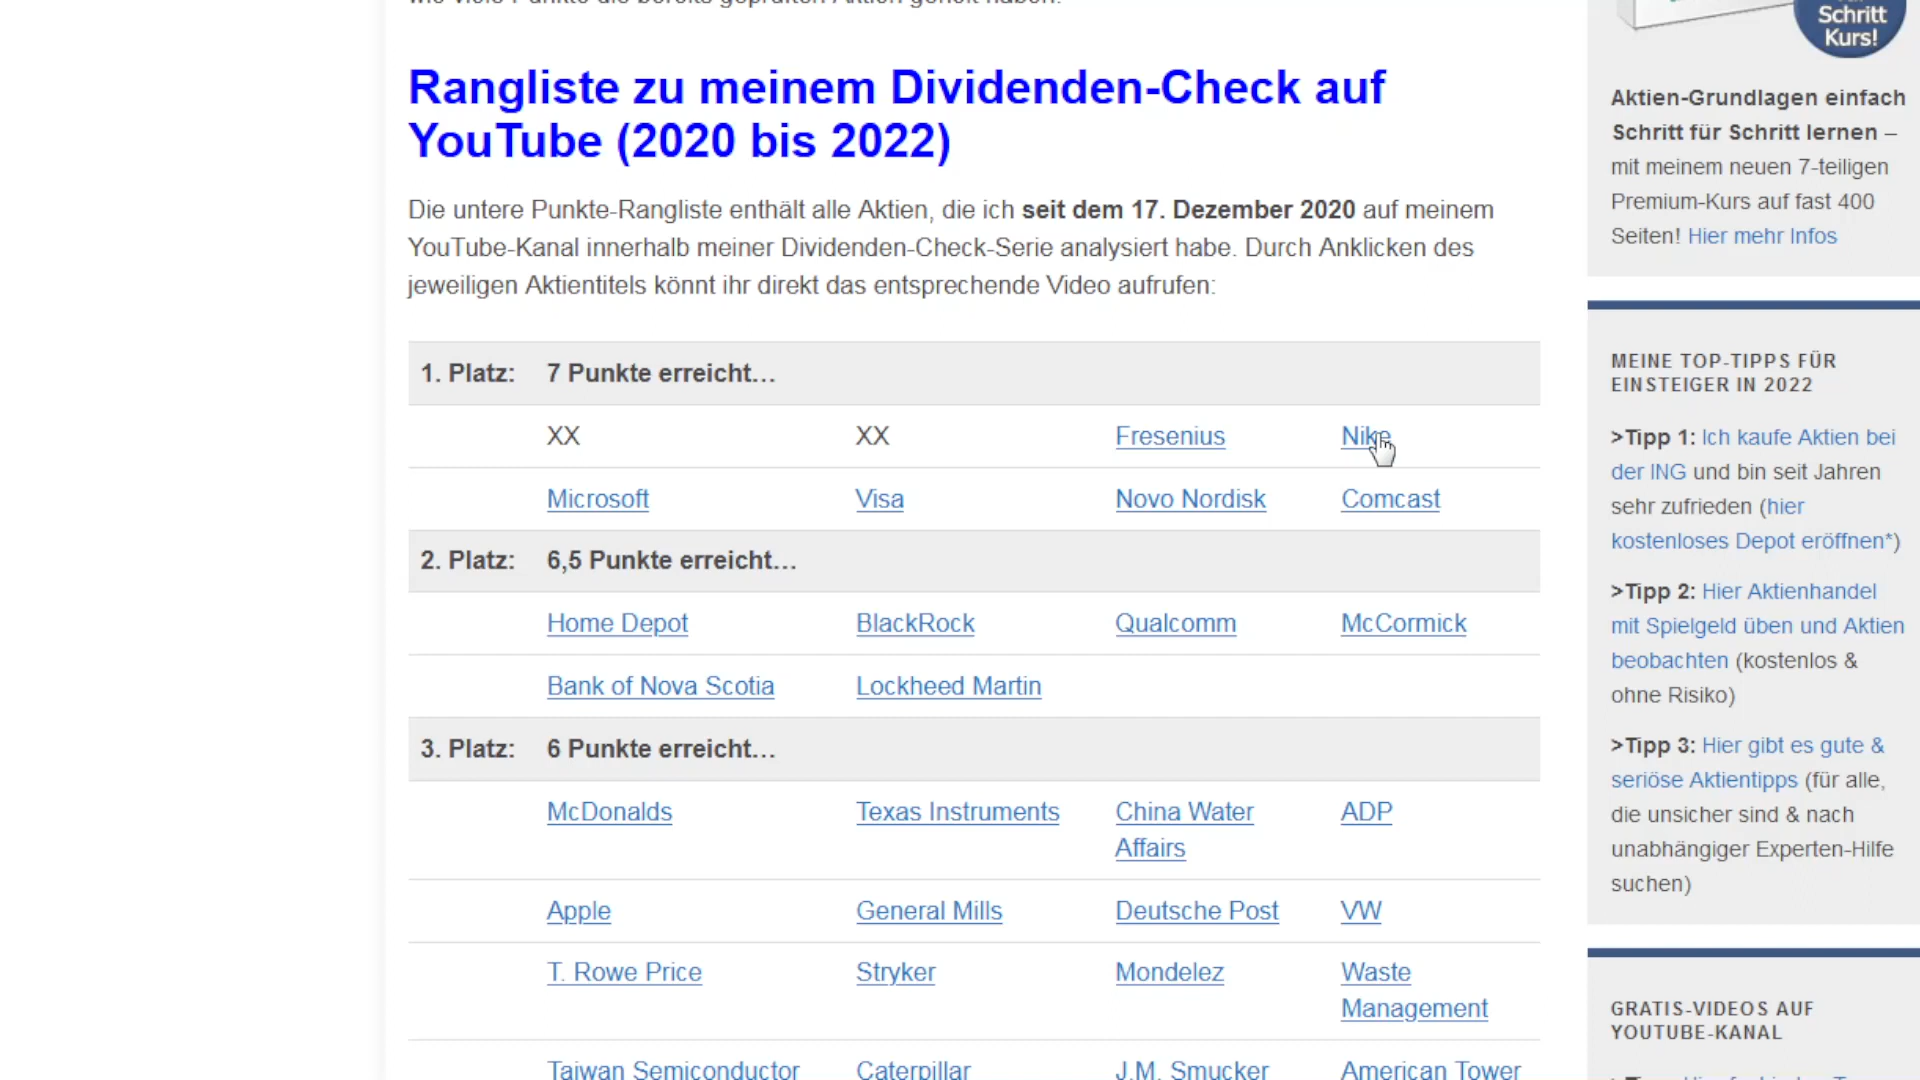 Rangliste zu meinem Dividenden-Check auf
YouTube (2020 bis 2022)
Die untere Punkte-Rangliste enthält alle Aktien, die ich seit dem 17. Dezember 2020 auf meinem
YouTube-Kanal innerhalb meiner Dividenden-Check-Serie analysiert habe. Durch Anklicken des
jeweiligen Aktientitels könnt ihr direkt das entsprechende Video aufrufen:
1. Platz: 7 Punkte erreicht…
XX XX Fresenius Nike
Microsoft Visa Novo Nordisk Comcast
2. Platz: 6,5 Punkte erreicht…
Home Depot BlackRock Qualcomm McCormick
Bank of Nova Scotia Lockheed Martin
3. Platz: 6 Punkte erreicht…
McDonalds Texas Instruments China Water ADP
Affairs
Apple General Mills Deutsche Post VW
T. Rowe Price Stryker Mondelez Waste
Management
Taiwan Semiconductor Caterpillar J.M. Smucker American Tower
Schritt
Kurs!
Aktien-Grundlagen einfach
Schritt für Schritt lernen –
mit meinem neuen 7-teiligen
Premium-Kurs auf fast 400
Seiten! Hier mehr Infos
MEINE TOP-TIPPS FÜR
EINSTEIGER IN 2022
>Tipp 1: Ich kaufe Aktien bei
der ING und bin seit Jahren
sehr zufrieden (hier
kostenloses Depot eröffnen*)
>Tipp 2: Hier Aktienhandel
mit Spielgeld üben und Aktien
beobachten (kostenlos &
ohne Risiko)
>Tipp 3: Hier gibt es gute &
seriöse Aktientipps (für alle,
die unsicher sind & nach
unabhängiger Experten-Hilfe
suchen)
GRATIS-VIDEOS AUF
YOUTUBE-KANAL